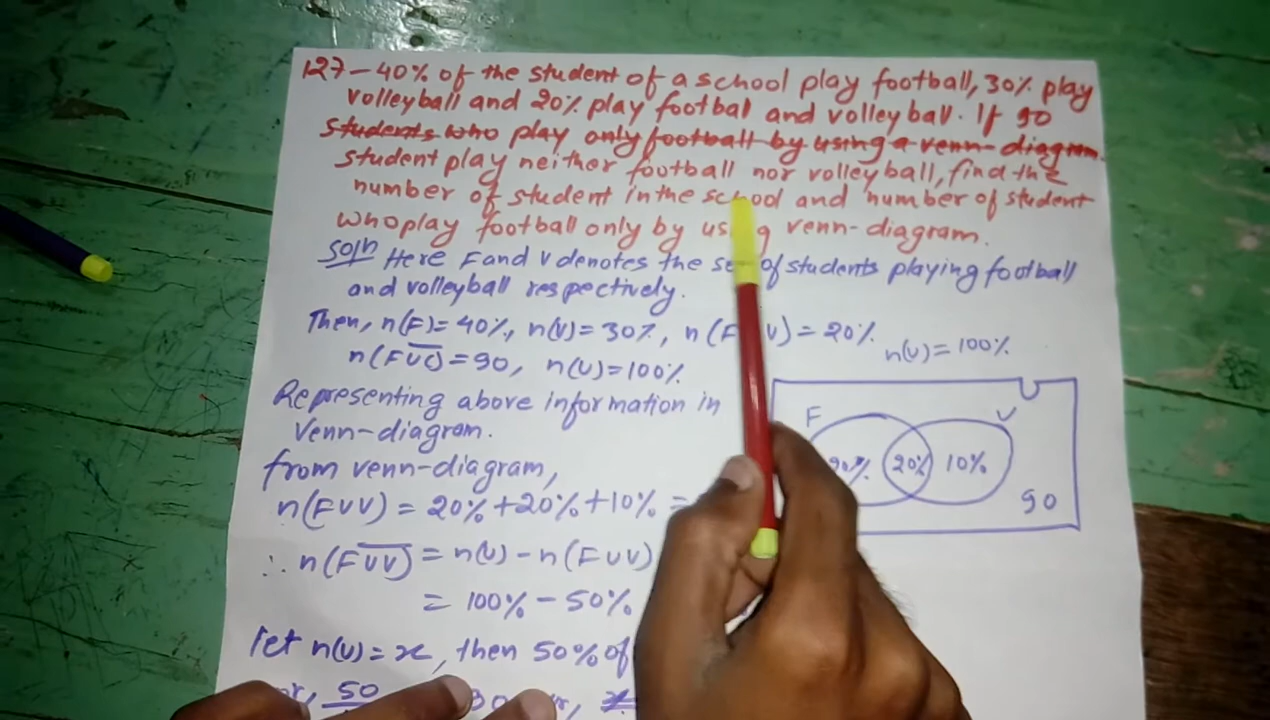 127- 40% of the student of a school play football, 30% play
volleyball and 20% play footbal and volleyball. If 90
students who play only football by using a venn-diagram.
student play neither football nor volleyball, find the
number of student in the school and number of student
who play football only by using venn-diagram.
Soln Here F and V denotes the set of students playing football
and volleyball respectively.
Then, n(F) = 40%, n(V) = 30%, n(F V) = 20%
n(U) = 100%
n(F∪V) = 90, n(U) = 100%
Representing above information in
Venn-diagram.
from venn-diagram,
n(F∪V) = 20% + 20% + 10% =
∴ n(F∪V) = n(U) - n(F∪V)
= 100% - 50%
let n(U) = x, then 50% of
50
F
V
U
20%
20%
10%
90